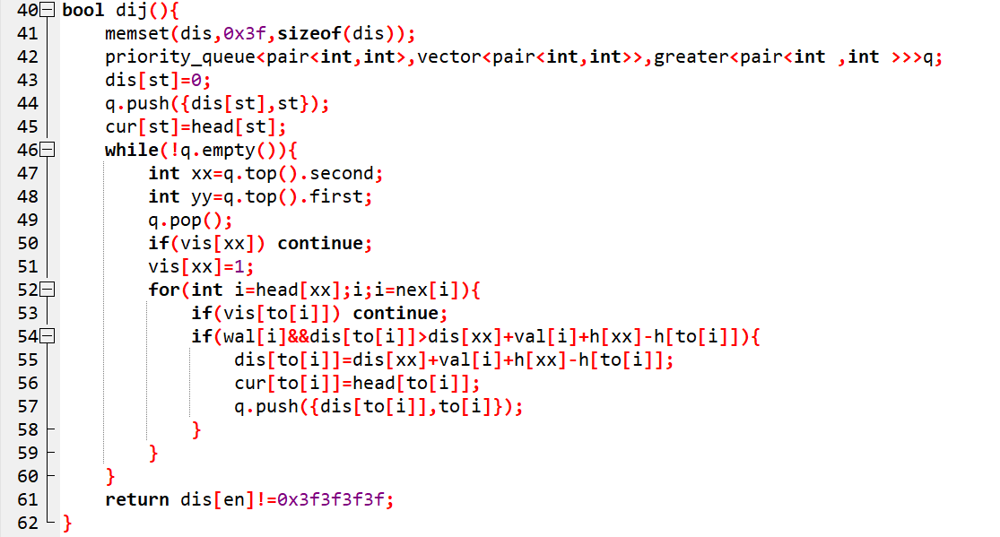 40 bool dij(){
41 memset(dis,0x3f,sizeof(dis));
42 priority_queue<pair<int,int>,vector<pair<int,int>>,greater<pair<int ,int >>>q;
43 dis[st]=0;
44 q.push({dis[st],st});
45 cur[st]=head[st];
46 while(!q.empty()){
47 int xx=q.top().second;
48 int yy=q.top().first;
49 q.pop();
50 if(vis[xx]) continue;
51 vis[xx]=1;
52 for(int i=head[xx];i;i=nex[i]){
53 if(vis[to[i]]) continue;
54 if(wal[i]&&dis[to[i]]>dis[xx]+val[i]+h[xx]-h[to[i]]){
55 dis[to[i]]=dis[xx]+val[i]+h[xx]-h[to[i]];
56 cur[to[i]]=head[to[i]];
57 q.push({dis[to[i]],to[i]});
58 }
59 }
60 }
61 return dis[en]!=0x3f3f3f3f;
62 }